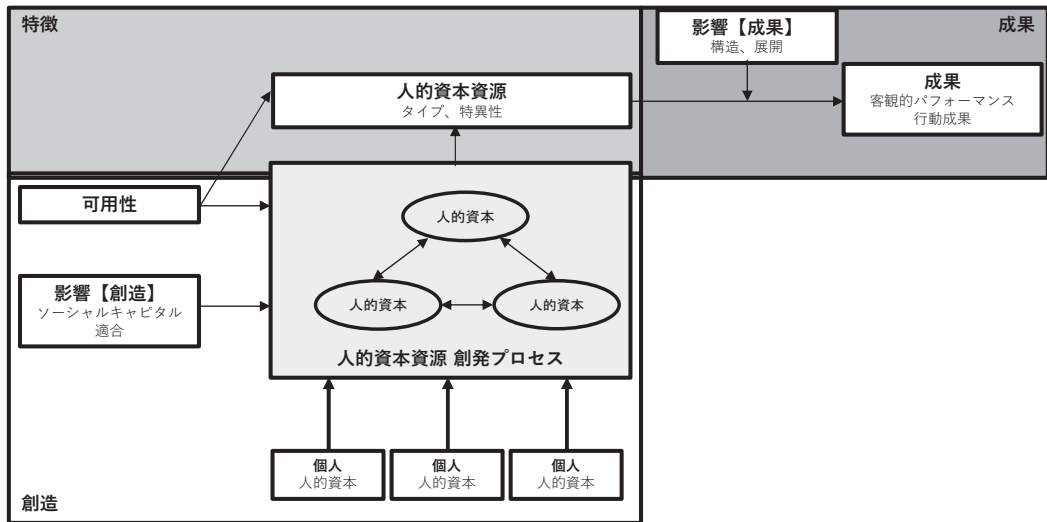 特徴
影響【成果】
構造、展開
成果
人的資本資源
タイプ、特異性
成果
客観的パフォーマンス
行動成果
可用性
人的資本
影響【創造】
ソーシャルキャピタル
適合
人的資本
人的資本
人的資本資源 創発プロセス
個人
人的資本
個人
人的資本
個人
人的資本
創造